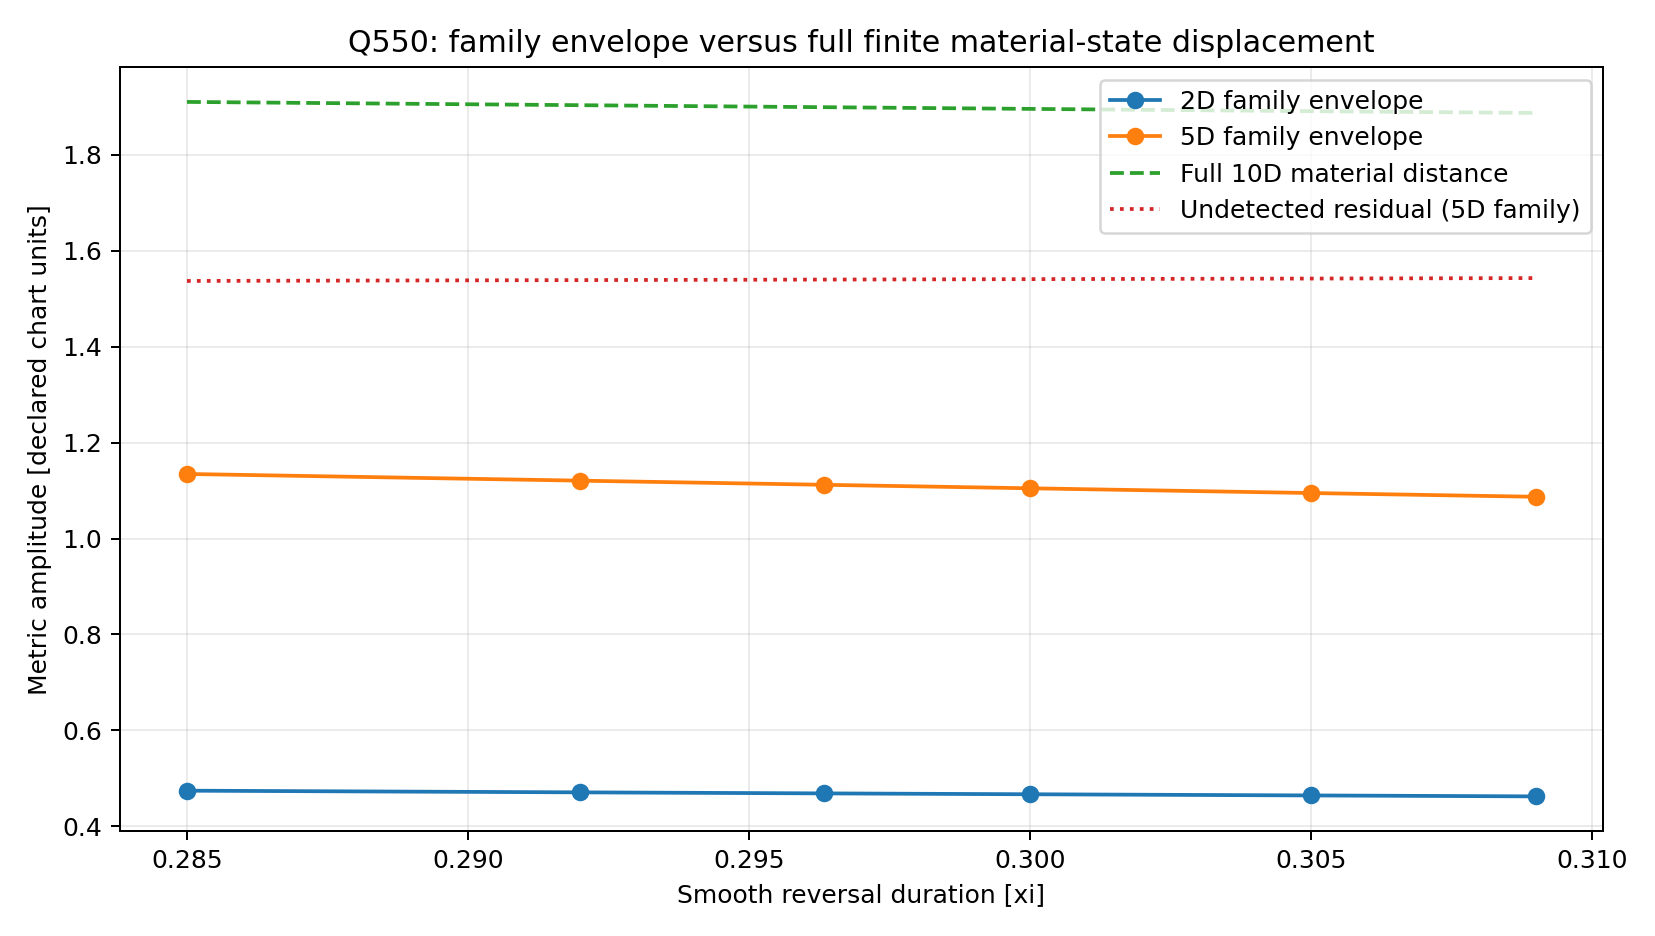 Q550: family envelope versus full finite material-state displacement
2D family envelope
5D family envelope
Full 10D material distance
Undetected residual (5D family)
Metric amplitude [declared chart units]
1.8
1.6
1.4
1.2
1.0
0.8
0.6
0.4
0.285
0.290
0.295
0.300
0.305
0.310
Smooth reversal duration [xi]